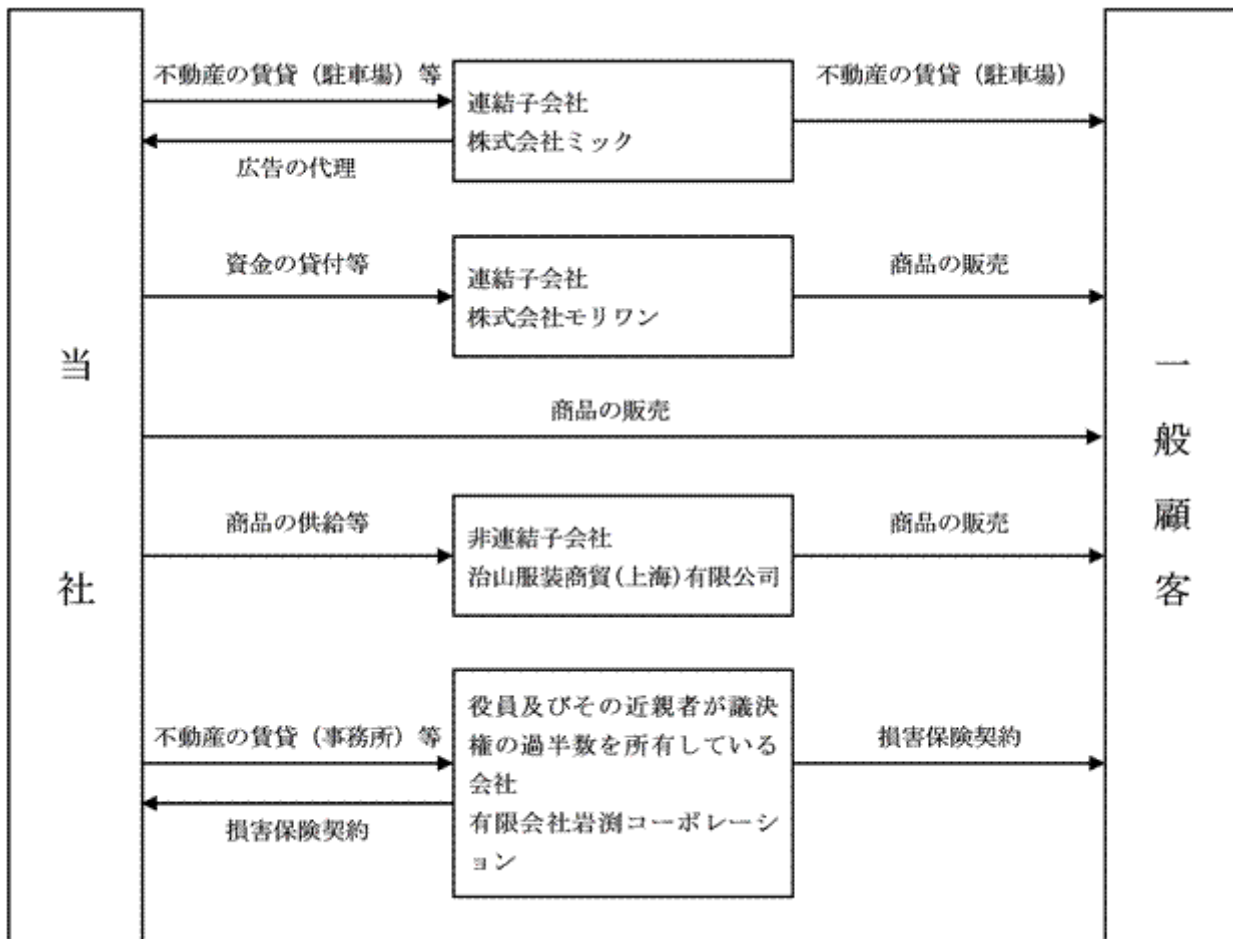 当社
不動産の賃貸（駐車場）等
広告の代理
連結子会社
株式会社ミック
不動産の賃貸（駐車場）
資金の貸付等
連結子会社
株式会社モリワン
商品の販売
商品の販売
商品の供給等
非連結子会社
治山服装商貿(上海)有限公司
商品の販売
不動産の賃貸（事務所）等
損害保険契約
役員及びその近親者が議決
権の過半数を所有している
会社
有限会社岩渕コーポレーシ
ョン
損害保険契約
一般顧客